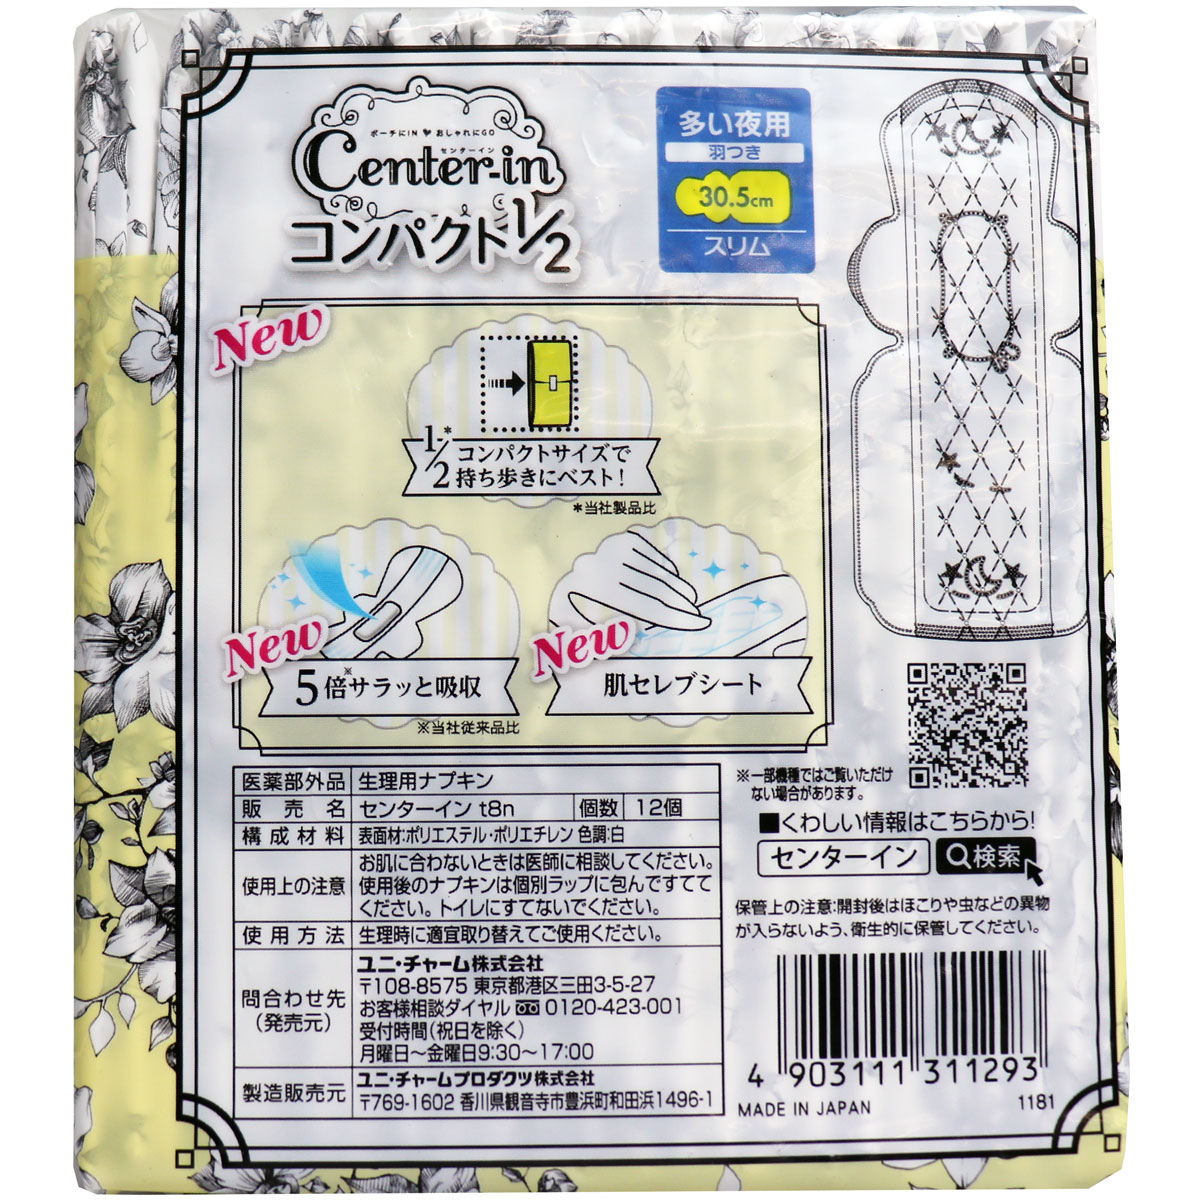 ポーチにIN♥おしゃれにGO
センターイン
Center-in
コンパクト1/2
多い夜用
羽つき
30.5cm
スリム
New
1/2*コンパクトサイズで
持ち歩きにベスト!
*当社製品比
New
5倍※サラッと吸収
※当社従来品比
New
肌セレブシート
医薬部外品 生理用ナプキン
販売名 センターイン t8n 個数 12個
構成材料 表面材:ポリエステル・ポリエチレン 色調:白
使用上の注意 お肌に合わないときは医師に相談してください。
使用後のナプキンは個別ラップに包んですてて
ください。トイレにすてないでください。
使用方法 生理時に適宜取り替えてご使用ください。
問合わせ先
(発売元)
ユニ・チャーム株式会社
〒108-8575 東京都港区三田3-5-27
お客様相談ダイヤル 0120-423-001
受付時間(祝日を除く)
月曜日~金曜日9:30~17:00
製造販売元 ユニ・チャームプロダクツ株式会社
〒769-1602 香川県観音寺市豊浜町和田浜1496-1
※一部機種ではご覧いただけ
ない場合があります。
■くわしい情報はこちらから!
センターイン 検索
保管上の注意:開封後はほこりや虫などの異物
が入らないよう、衛生的に保管してください。
4 903111 311293
MADE IN JAPAN 1181